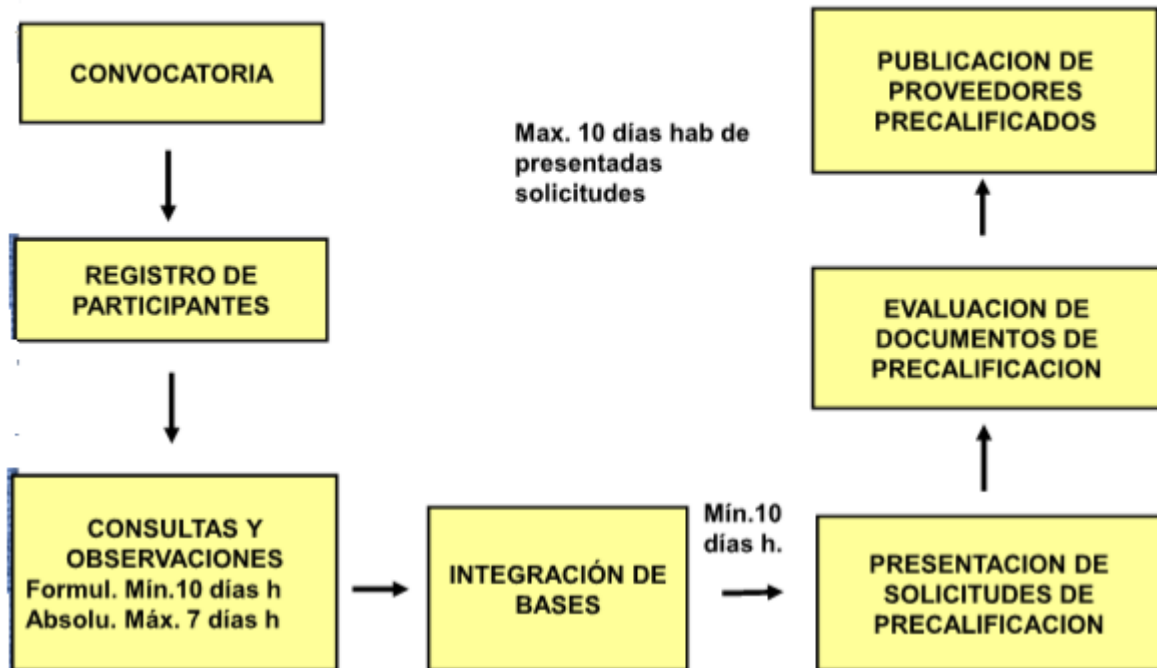 CONVOCATORIA
REGISTRO DE
PARTICIPANTES
CONSULTAS Y
OBSERVACIONES
Formul. Mín.10 días h
Absolu. Máx. 7 días h
INTEGRACIÓN DE
BASES
Mín.10
días h.
PRESENTACION DE
SOLICITUDES DE
PRECALIFICACION
EVALUACION DE
DOCUMENTOS DE
PRECALIFICACION
Max. 10 días hab de
presentadas
solicitudes
PUBLICACION DE
PROVEEDORES
PRECALIFICADOS